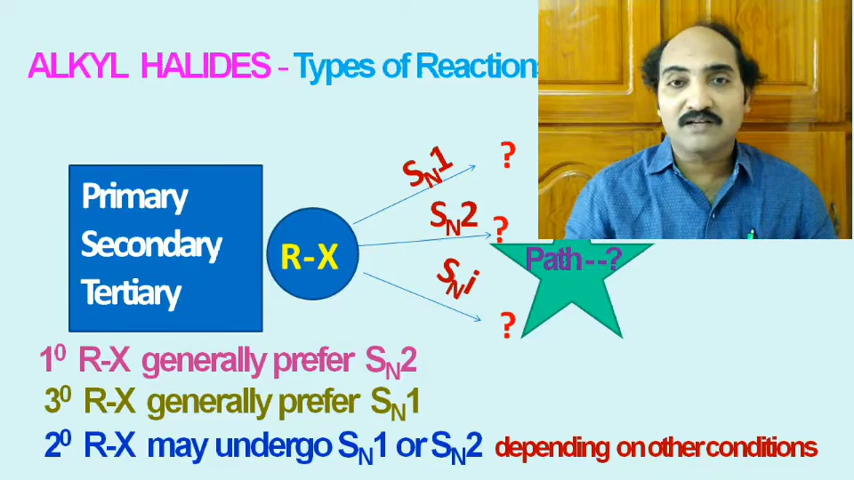 ALKYL HALIDES - Types of Reactions
Primary
Secondary
Tertiary
R-X
SN1
?
SN2
?
SNi
?
Path--?
1⁰ R-X generally prefer SN2
3⁰ R-X generally prefer SN1
2⁰ R-X may undergo SN1 or SN2 depending on other conditions